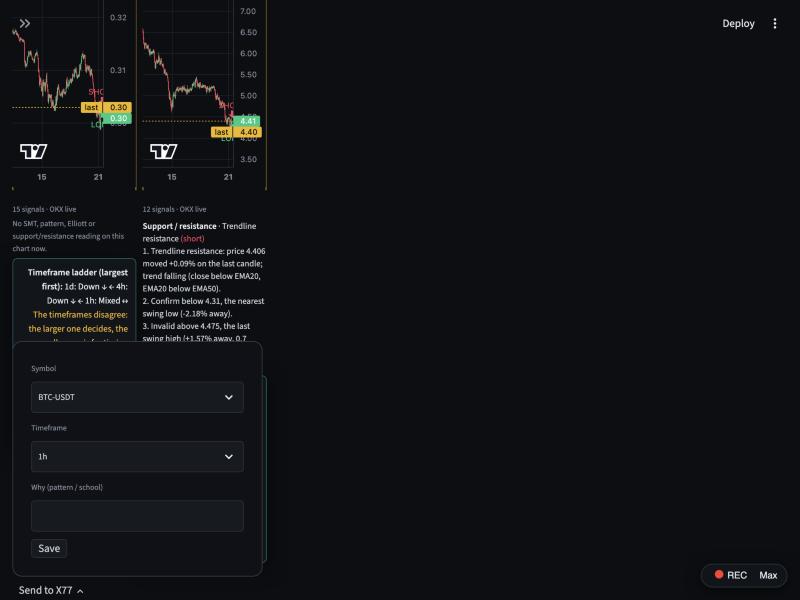 Deploy
0.32
0.31
SHO
last 0.30
0.30
15
21
7.00
6.50
6.00
5.50
5.00
4.41
last 4.40
4.00
3.50
15
21
15 signals · OKX live
No SMT, pattern, Elliott or
support/resistance reading on this
chart now.
Timeframe ladder (largest
first): 1d: Down ↓ ← 4h:
Down ↓ ← 1h: Mixed ↔
The timeframes disagree:
the larger one decides, the
12 signals · OKX live
Support / resistance · Trendline
resistance (short)
1. Trendline resistance: price 4.406
moved +0.09% on the last candle;
trend falling (close below EMA20,
EMA20 below EMA50).
2. Confirm below 4.31, the nearest
swing low (-2.18% away).
3. Invalid above 4.475, the last
swing high (+1.57% away, 0.7
Symbol
BTC-USDT
Timeframe
1h
Why (pattern / school)
Save
Send to X77
REC Max